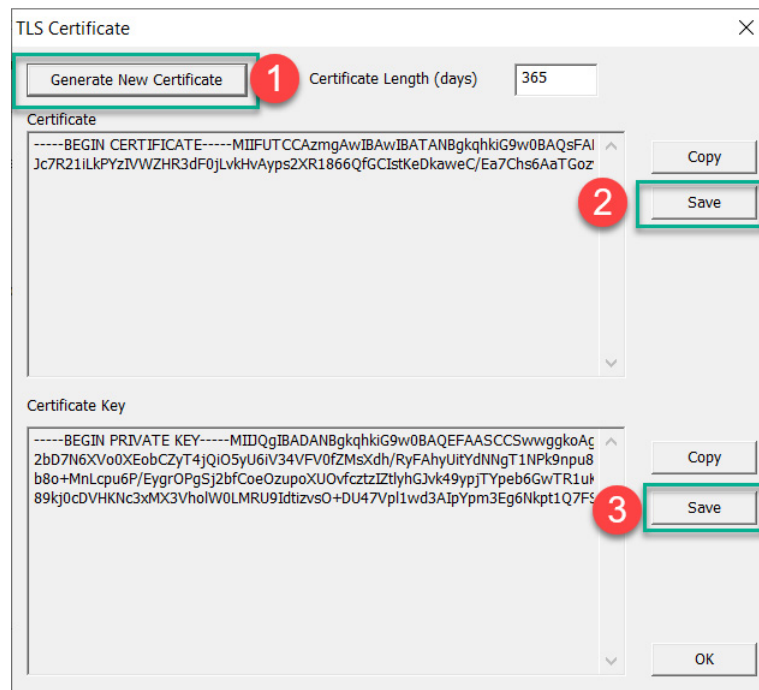 TLS Certificate
Generate New Certificate
1
Certificate Length (days)
365
Certificate
-----BEGIN CERTIFICATE-----MIIFUTCCAzmgAwIBAwIBATANBgkqhkiG9w0BAQsFAI
Jc7R21iLkPYzIVWZHR3dF0jLvkHvAyps2XR1866QfGCIstKeDkaweC/Ea7Chs6AaTGoz
Copy
2
Save
Certificate Key
-----BEGIN PRIVATE KEY-----MIIJQgIBADANBgkqhkiG9w0BAQEFAASCCSwwggkoAg
2bD7N6XVo0XEobCZyT4jQiO5yU6iV34VFV0fZMsXdh/RyFAhyUitYdNNgT1NPk9npu8
b8o+MnLcpu6P/EygrOPgSj2bfCoeOzupoXUOvfcztzIZtlyhGJvk49ypjTYpeb6GwTR1uK
89kj0cDVHKNc3xMX3VholW0LMRU9IdtizvsO+DU47Vpl1wd3AIpYpm3Eg6Nkpt1Q7FS
Copy
3
Save
OK